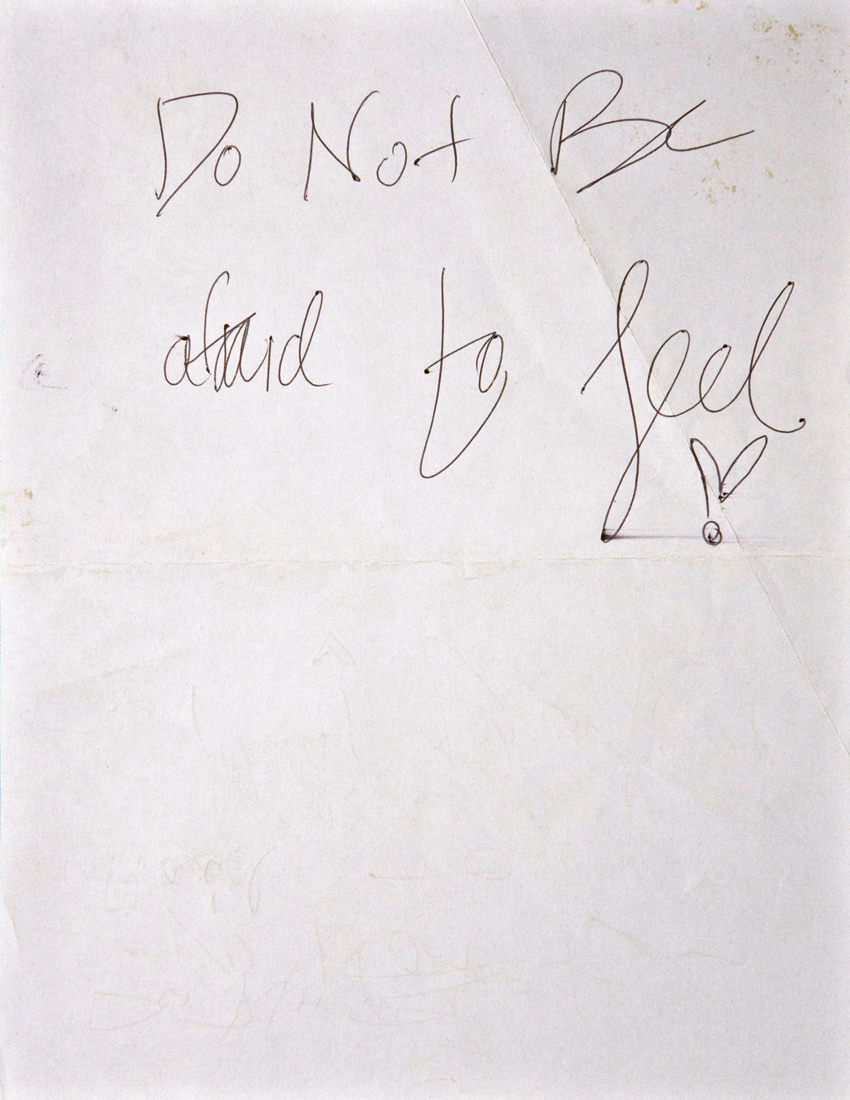 Do Not Be
afraid to feel!